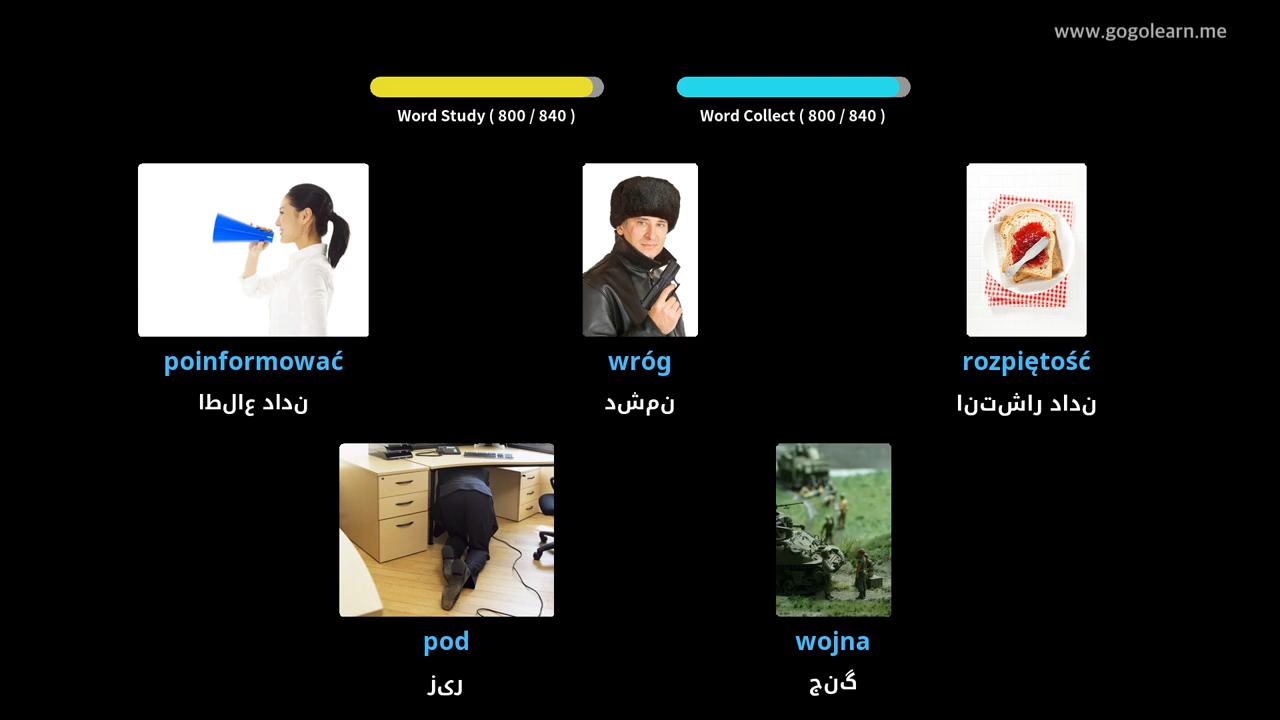 www.gogolearn.me
Word Study ( 800 / 840 )
Word Collect ( 800 / 840 )
poinformować
اطلاع دادن
wróg
دشمن
rozpiętość
انتشار دادن
pod
زیر
wojna
جنگ